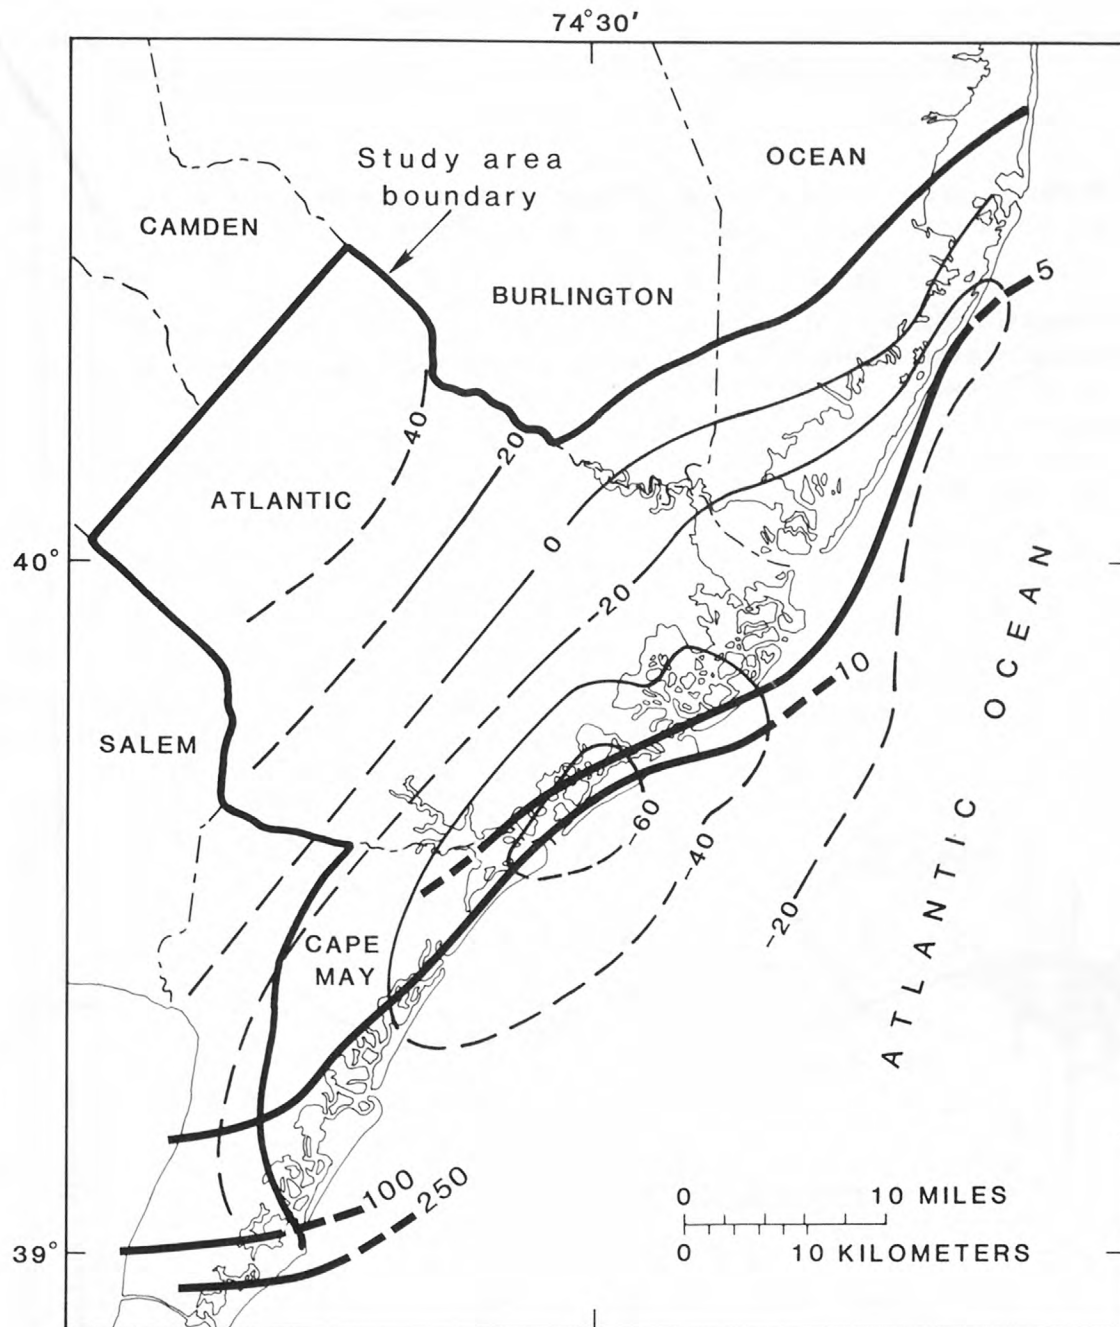 74°30′
Study area
boundary
OCEAN
CAMDEN
BURLINGTON
5
40
20
ATLANTIC
0
40°
-20
10
SALEM
60
-40
-20
CAPE
MAY
ATLANTIC OCEAN
100
250
0 10 MILES
39°
0 10 KILOMETERS